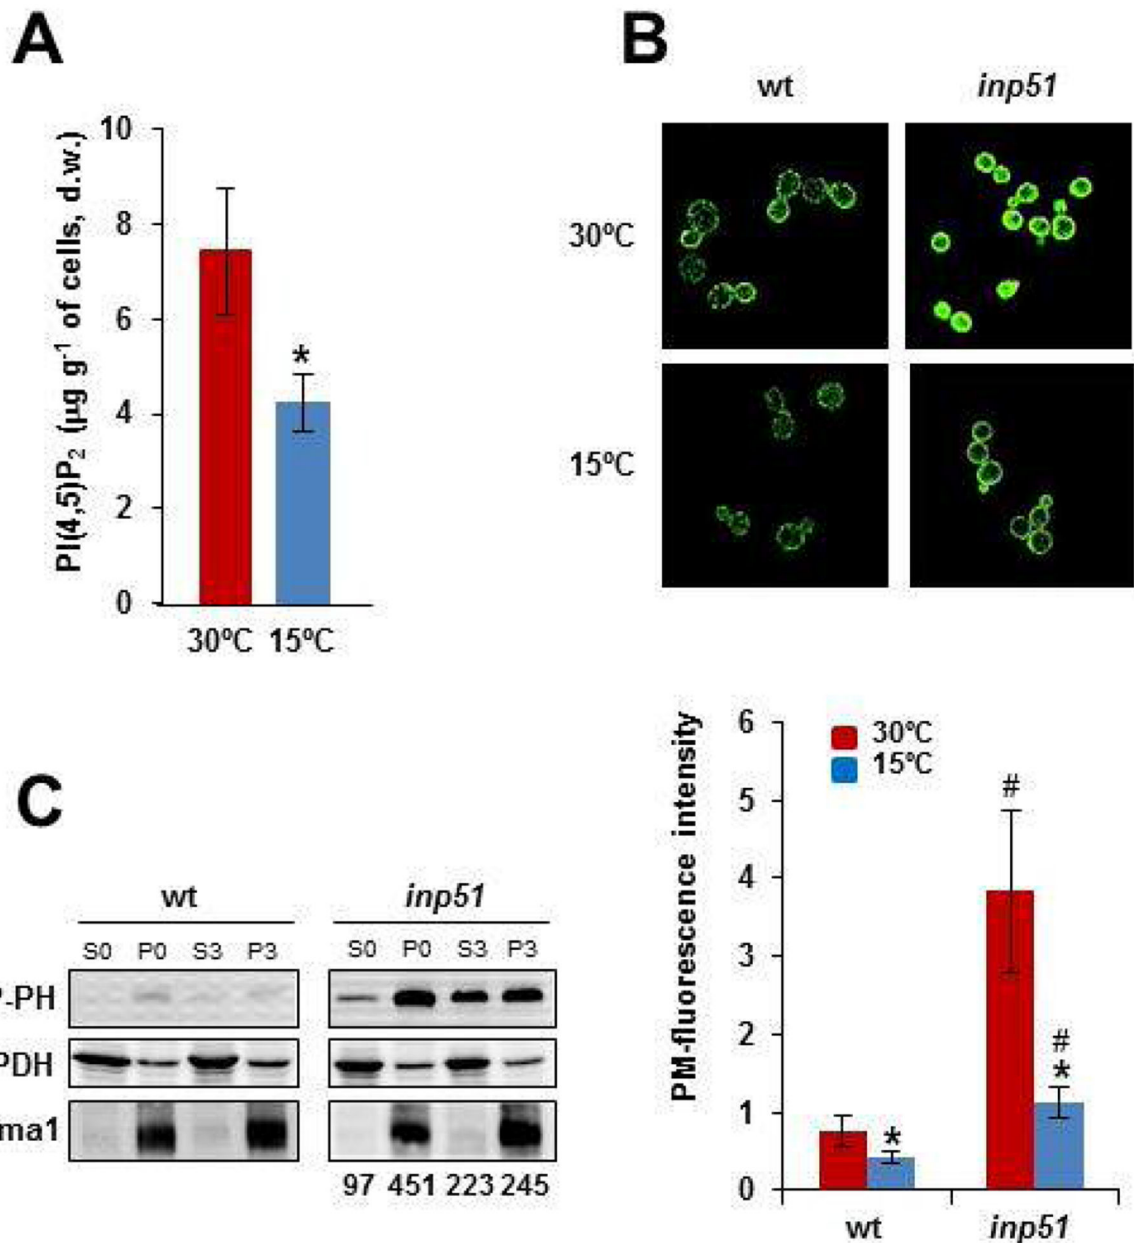 A
PI(4,5)P2 (µg g-1 of cells, d.w.)
10
8
6
4
2
0
*
30ºC 15ºC
B
wt inp51
30ºC
15ºC
PM-fluorescence intensity
6
5
4
3
2
1
0
30ºC
15ºC
*
#
#
*
wt inp51
C
wt inp51
S0 P0 S3 P3 S0 P0 S3 P3
P-PH
PDH
ma1
97 451 223 245